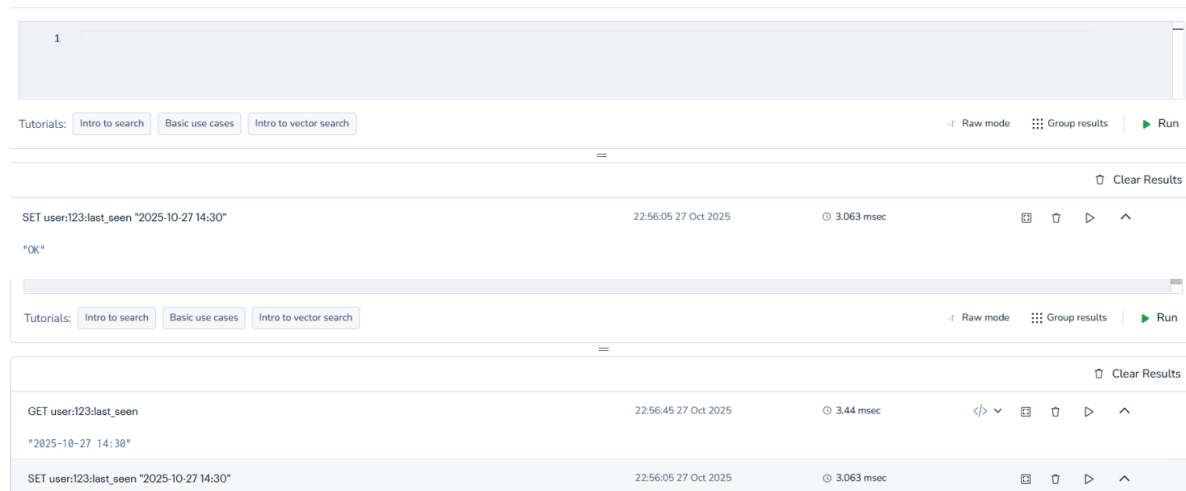 1
Tutorials: Intro to search Basic use cases Intro to vector search -r Raw mode Group results Run
Clear Results
SET user:123:last_seen "2025-10-27 14:30" 22:56:05 27 Oct 2025 3.063 msec
"OK"
Tutorials: Intro to search Basic use cases Intro to vector search -r Raw mode Group results Run
Clear Results
GET user:123:last_seen 22:56:45 27 Oct 2025 3.44 msec </>
"2025-10-27 14:30"
SET user:123:last_seen "2025-10-27 14:30" 22:56:05 27 Oct 2025 3.063 msec